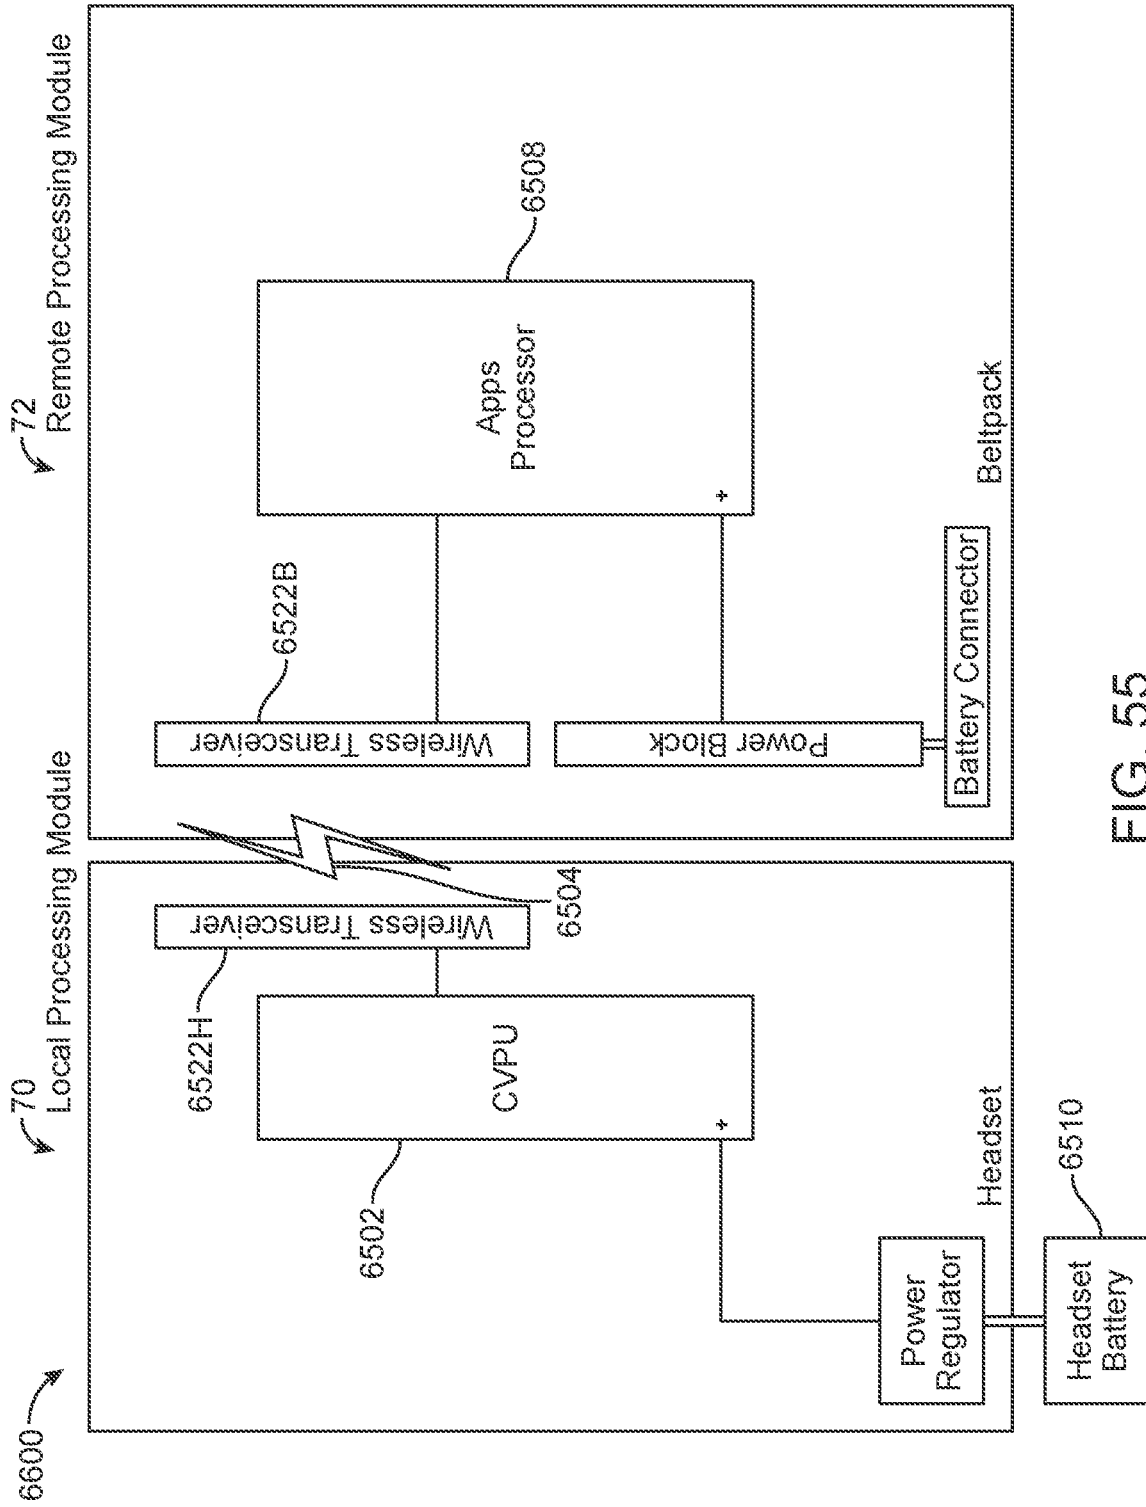 6600
70
Local Processing Module
72
Remote Processing Module
6522H
Wireless Transceiver
6502
CVPU
+
6504
Power
Regulator
Headset
Headset
Battery
6510
6522B
Wireless Transceiver
Apps
Processor
+
6508
Power Block
Battery Connector
Beltpack
FIG. 55